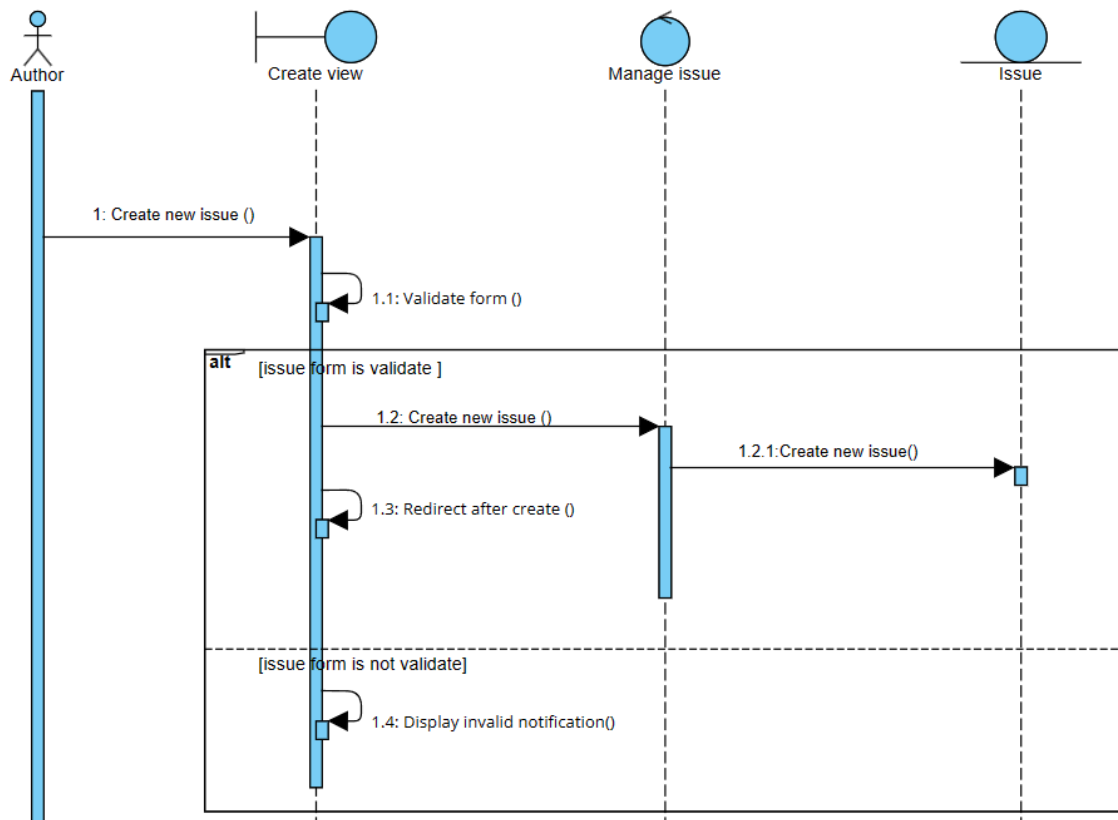 Author
Create view
Manage issue
Issue
1: Create new issue ()
1.1: Validate form ()
alt
[issue form is validate ]
1.2: Create new issue ()
1.2.1:Create new issue()
1.3: Redirect after create ()
[issue form is not validate]
1.4: Display invalid notification()